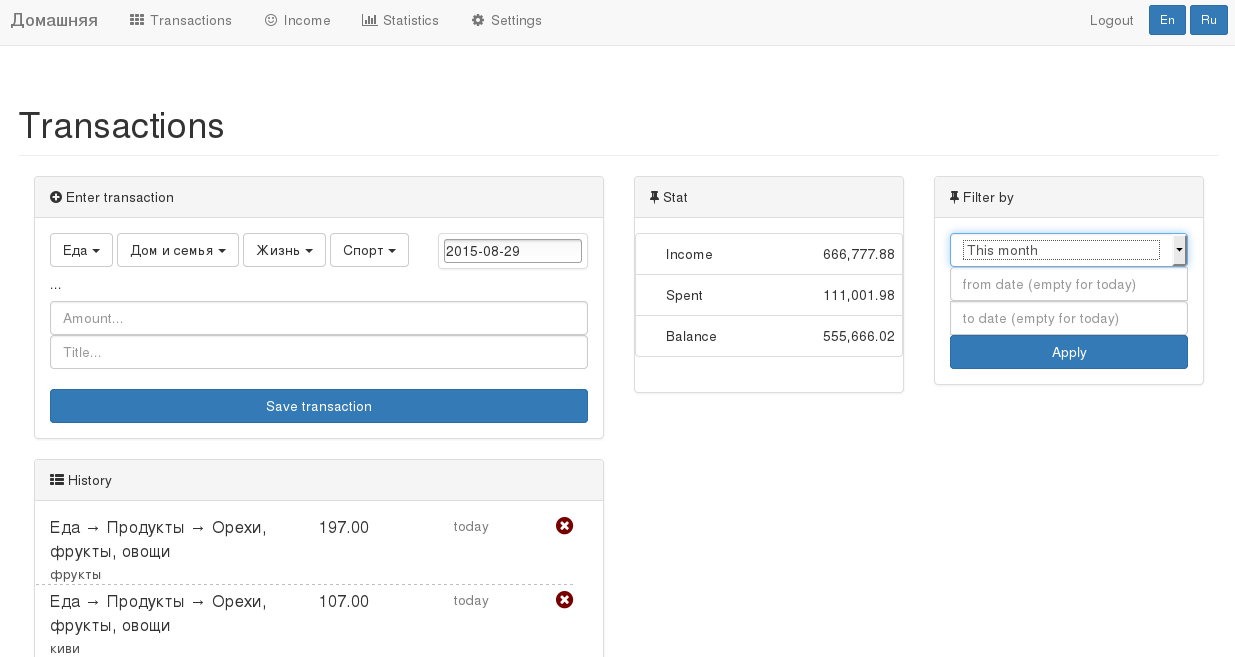 Домашняя Transactions Income Statistics Settings Logout En Ru
Transactions
Enter transaction
Еда Дом и семья Жизнь Спорт 2015-08-29
...
Amount...
Title...
Save transaction
Stat
Income 666,777.88
Spent 111,001.98
Balance 555,666.02
Filter by
This month
from date (empty for today)
to date (empty for today)
Apply
History
Еда → Продукты → Орехи, 197.00 today
фрукты, овощи
фрукты
Еда → Продукты → Орехи, 107.00 today
фрукты, овощи
киви